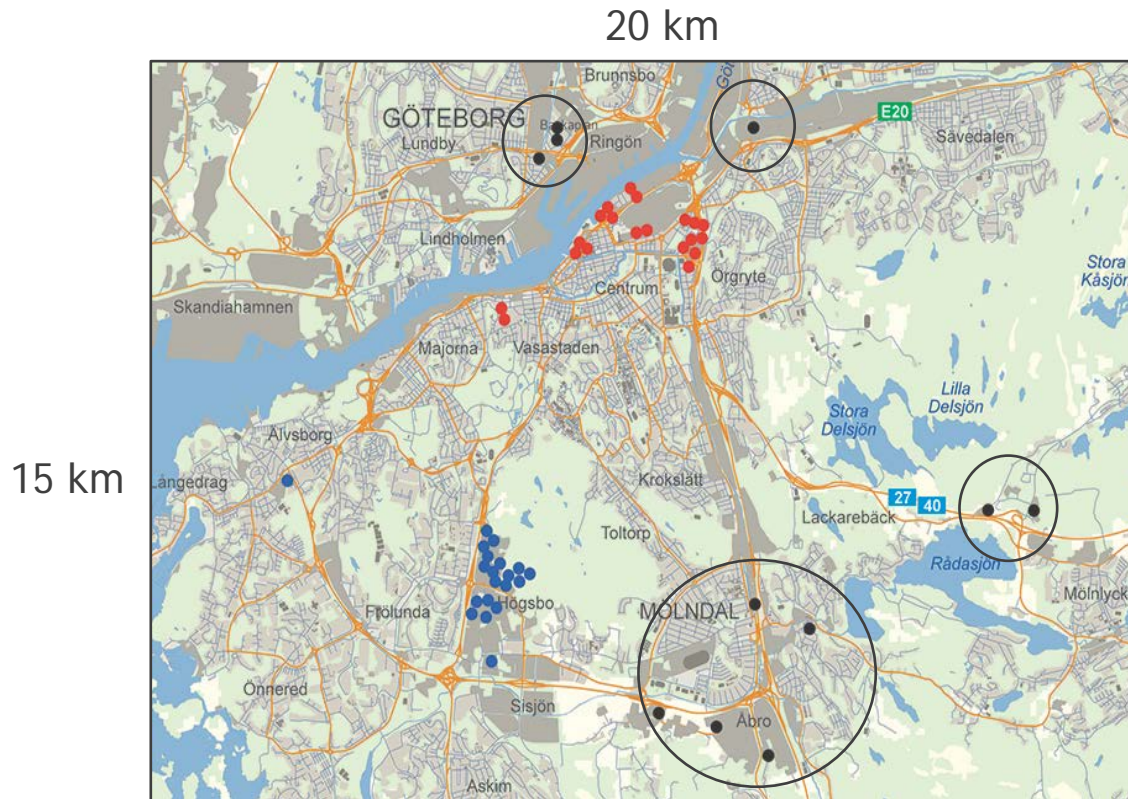 20 km
15 km
Brunnsbo
Göt
GÖTEBORG
E20
Lundby
Ringön
Sävedalen
Lindholmen
Örgryte
Stora
Kåsjön
Centrum
Skandiahamnen
Majorna
Vasastaden
Lilla
Delsjön
Stora
Delsjön
Älvsborg
Långedrag
Krokslätt
27
40
Lackarebäck
Toltorp
Rådasjön
Frölunda
Högsbo
MÖLNDAL
Mölnlyck
Önnered
Sisjön
Åbro
Askim